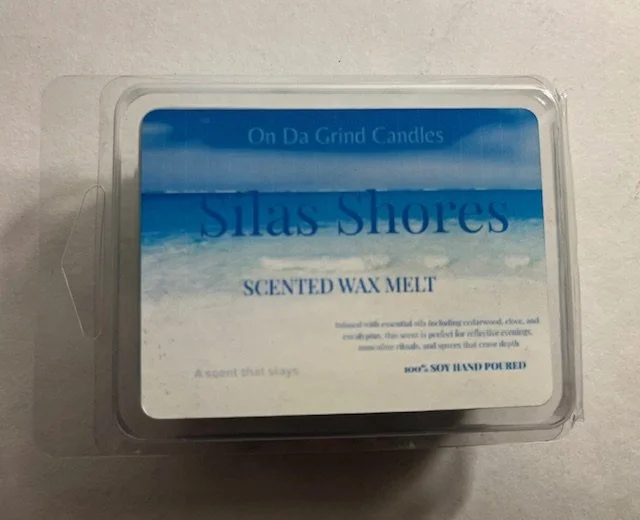 On Da Grind Candles
Silas Shores
SCENTED WAX MELT
Infused with essential oils including cedarwood, clove, and
eucalyptus, this scent is perfect for reflective evenings,
masculine rituals, and spaces that crave depth
A scent that stays
100% SOY HAND POURED